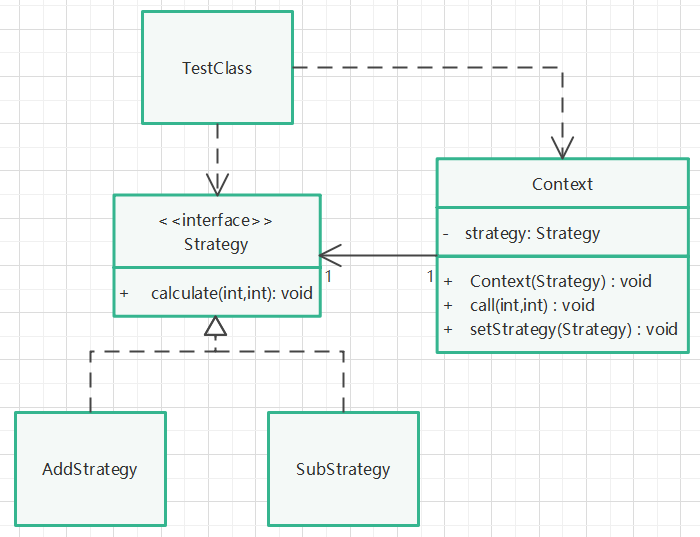 TestClass
Context
- strategy: Strategy
+ Context(Strategy) : void
+ call(int,int) : void
+ setStrategy(Strategy) : void
< <interface>>
Strategy
+ calculate(int,int): void
1
1
AddStrategy
SubStrategy